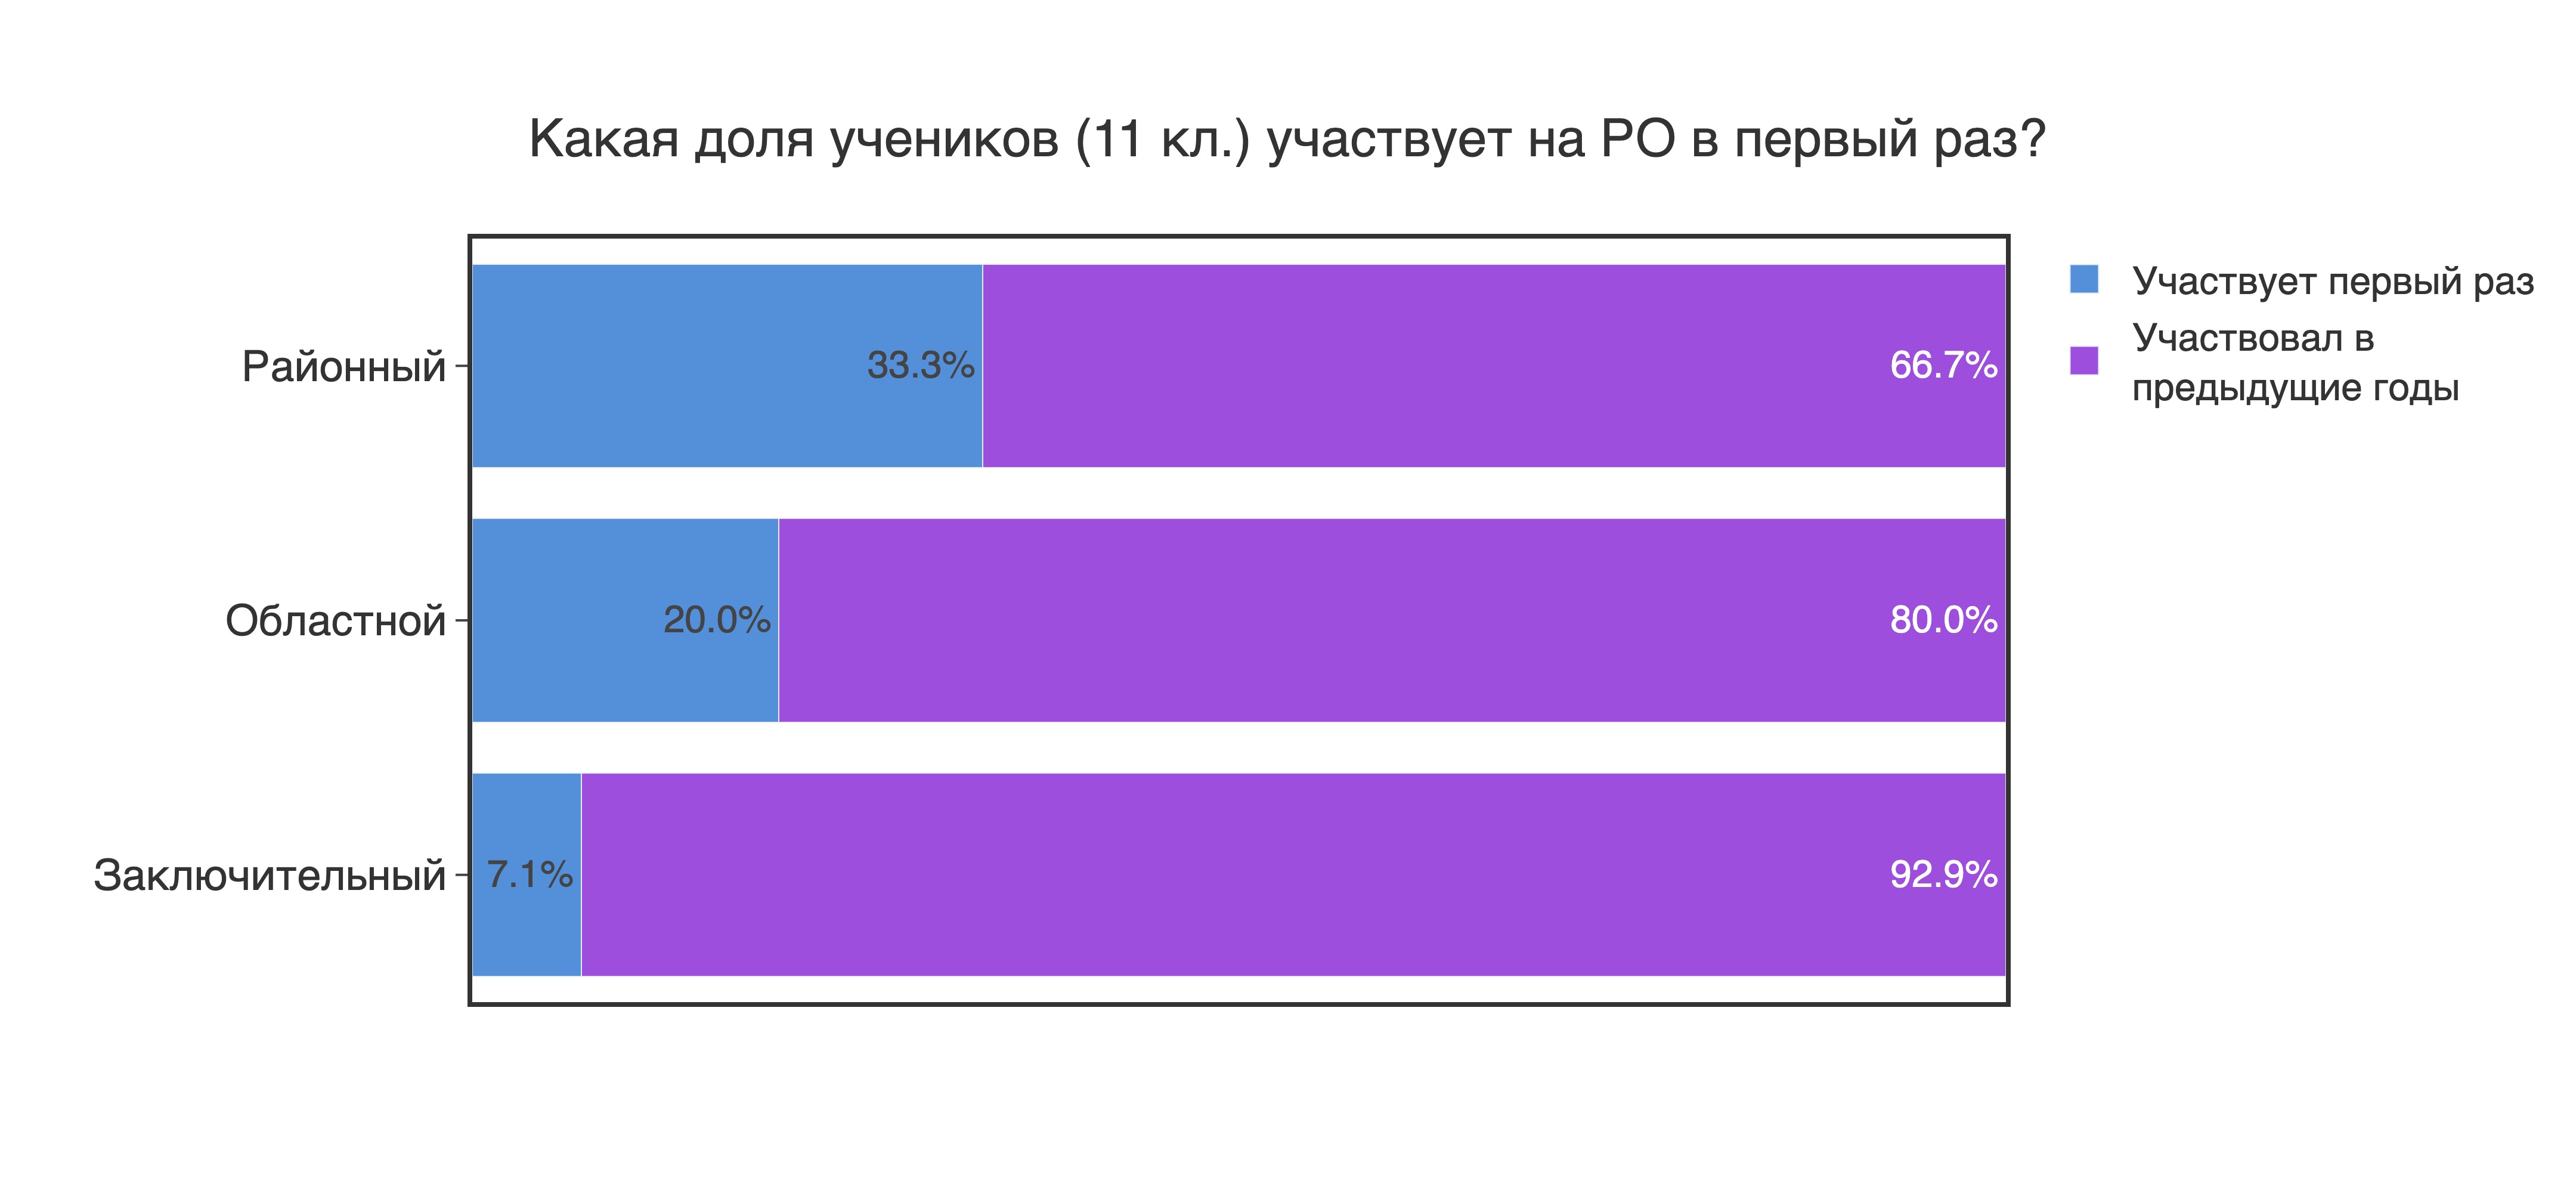 Какая доля учеников (11 кл.) участвует на РО в первый раз?
Районный
33.3%
66.7%
Областной
20.0%
80.0%
Заключительный
7.1%
92.9%
Участвует первый раз
Участвовал в
предыдущие годы